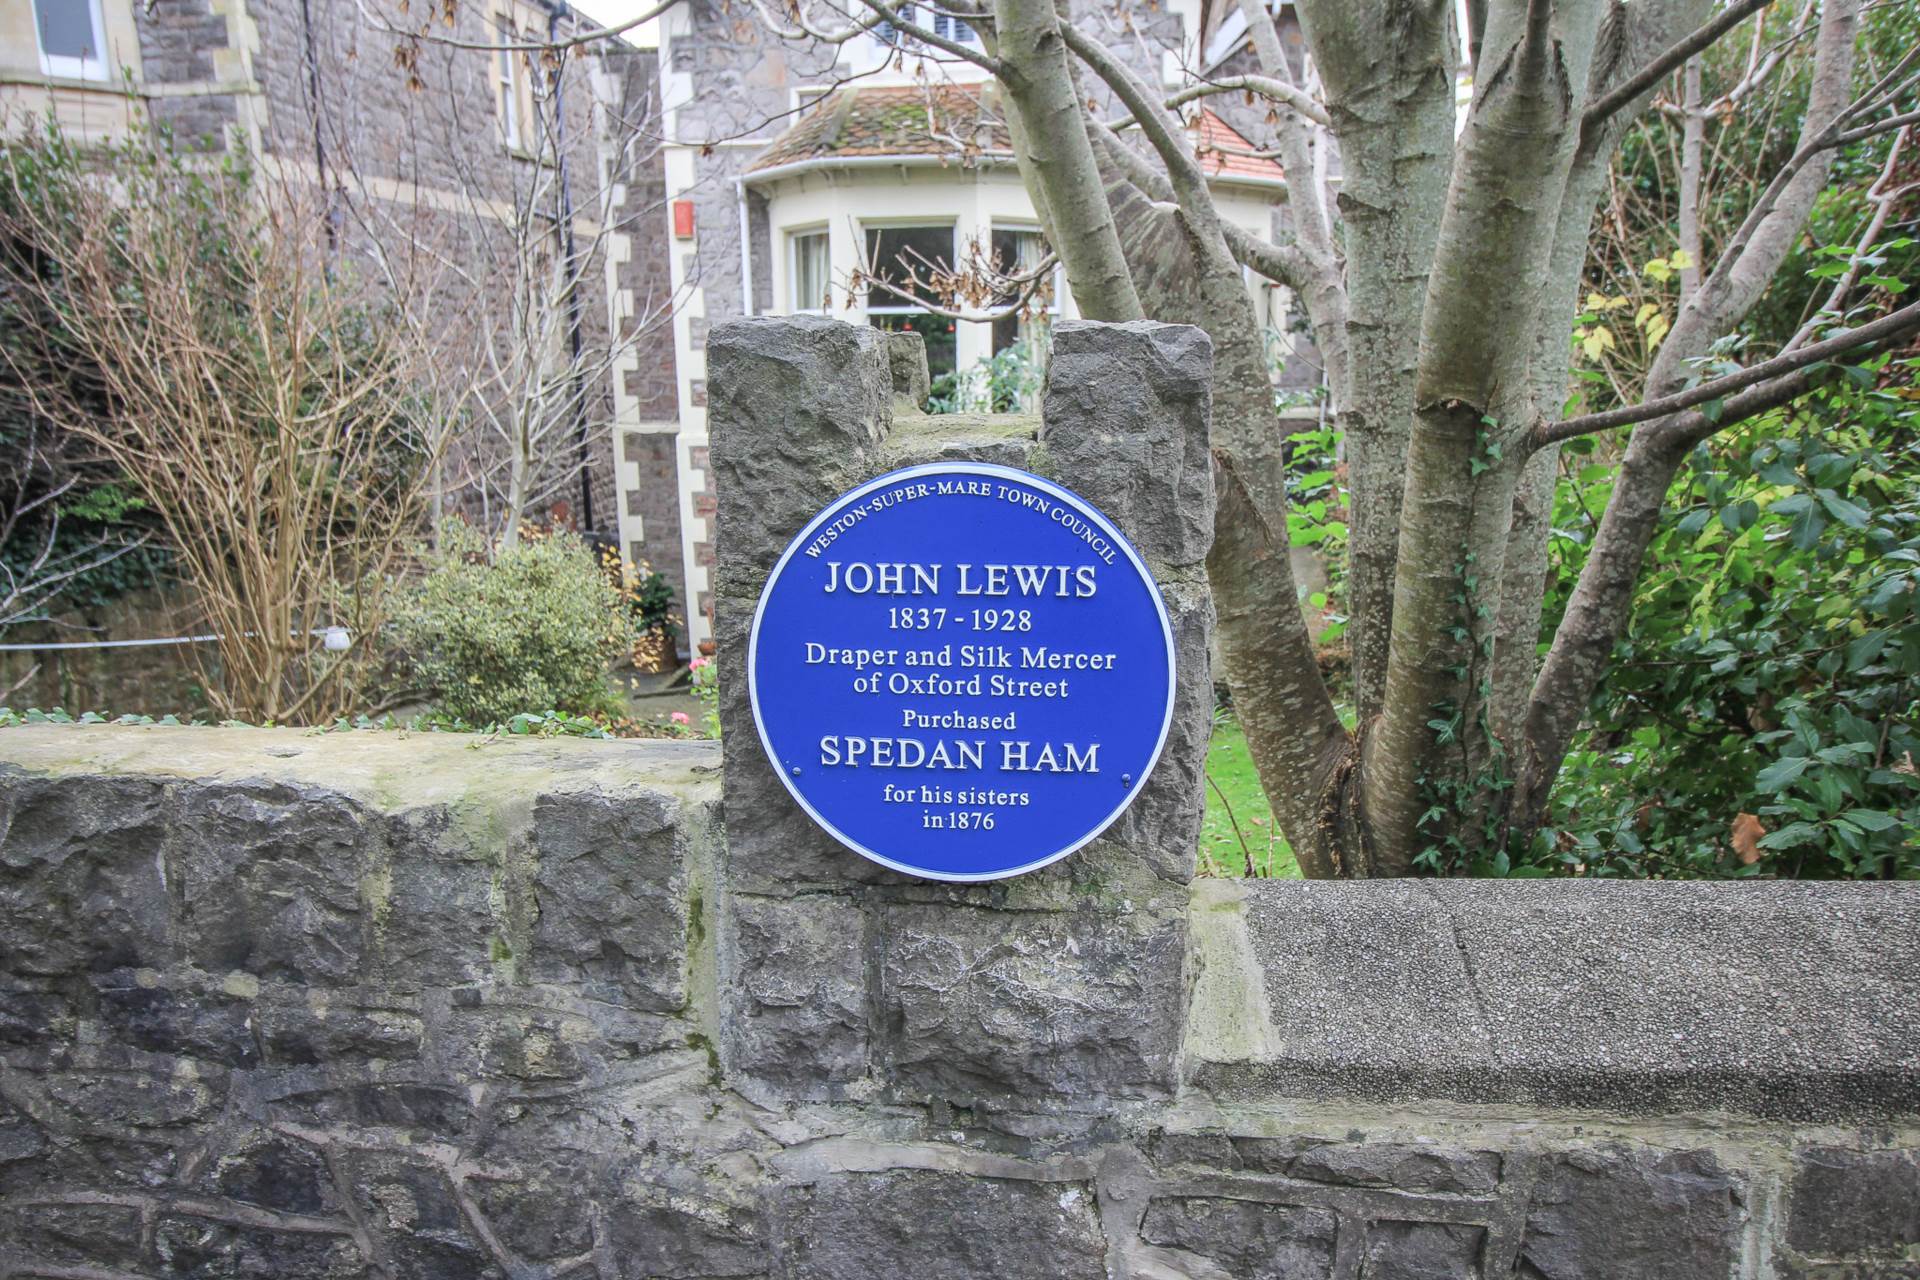 WESTON-SUPER-MARE TOWN COUNCIL
JOHN LEWIS
1837 - 1928
Draper and Silk Mercer
of Oxford Street
Purchased
SPEDAN HAM
for his sisters
in 1876